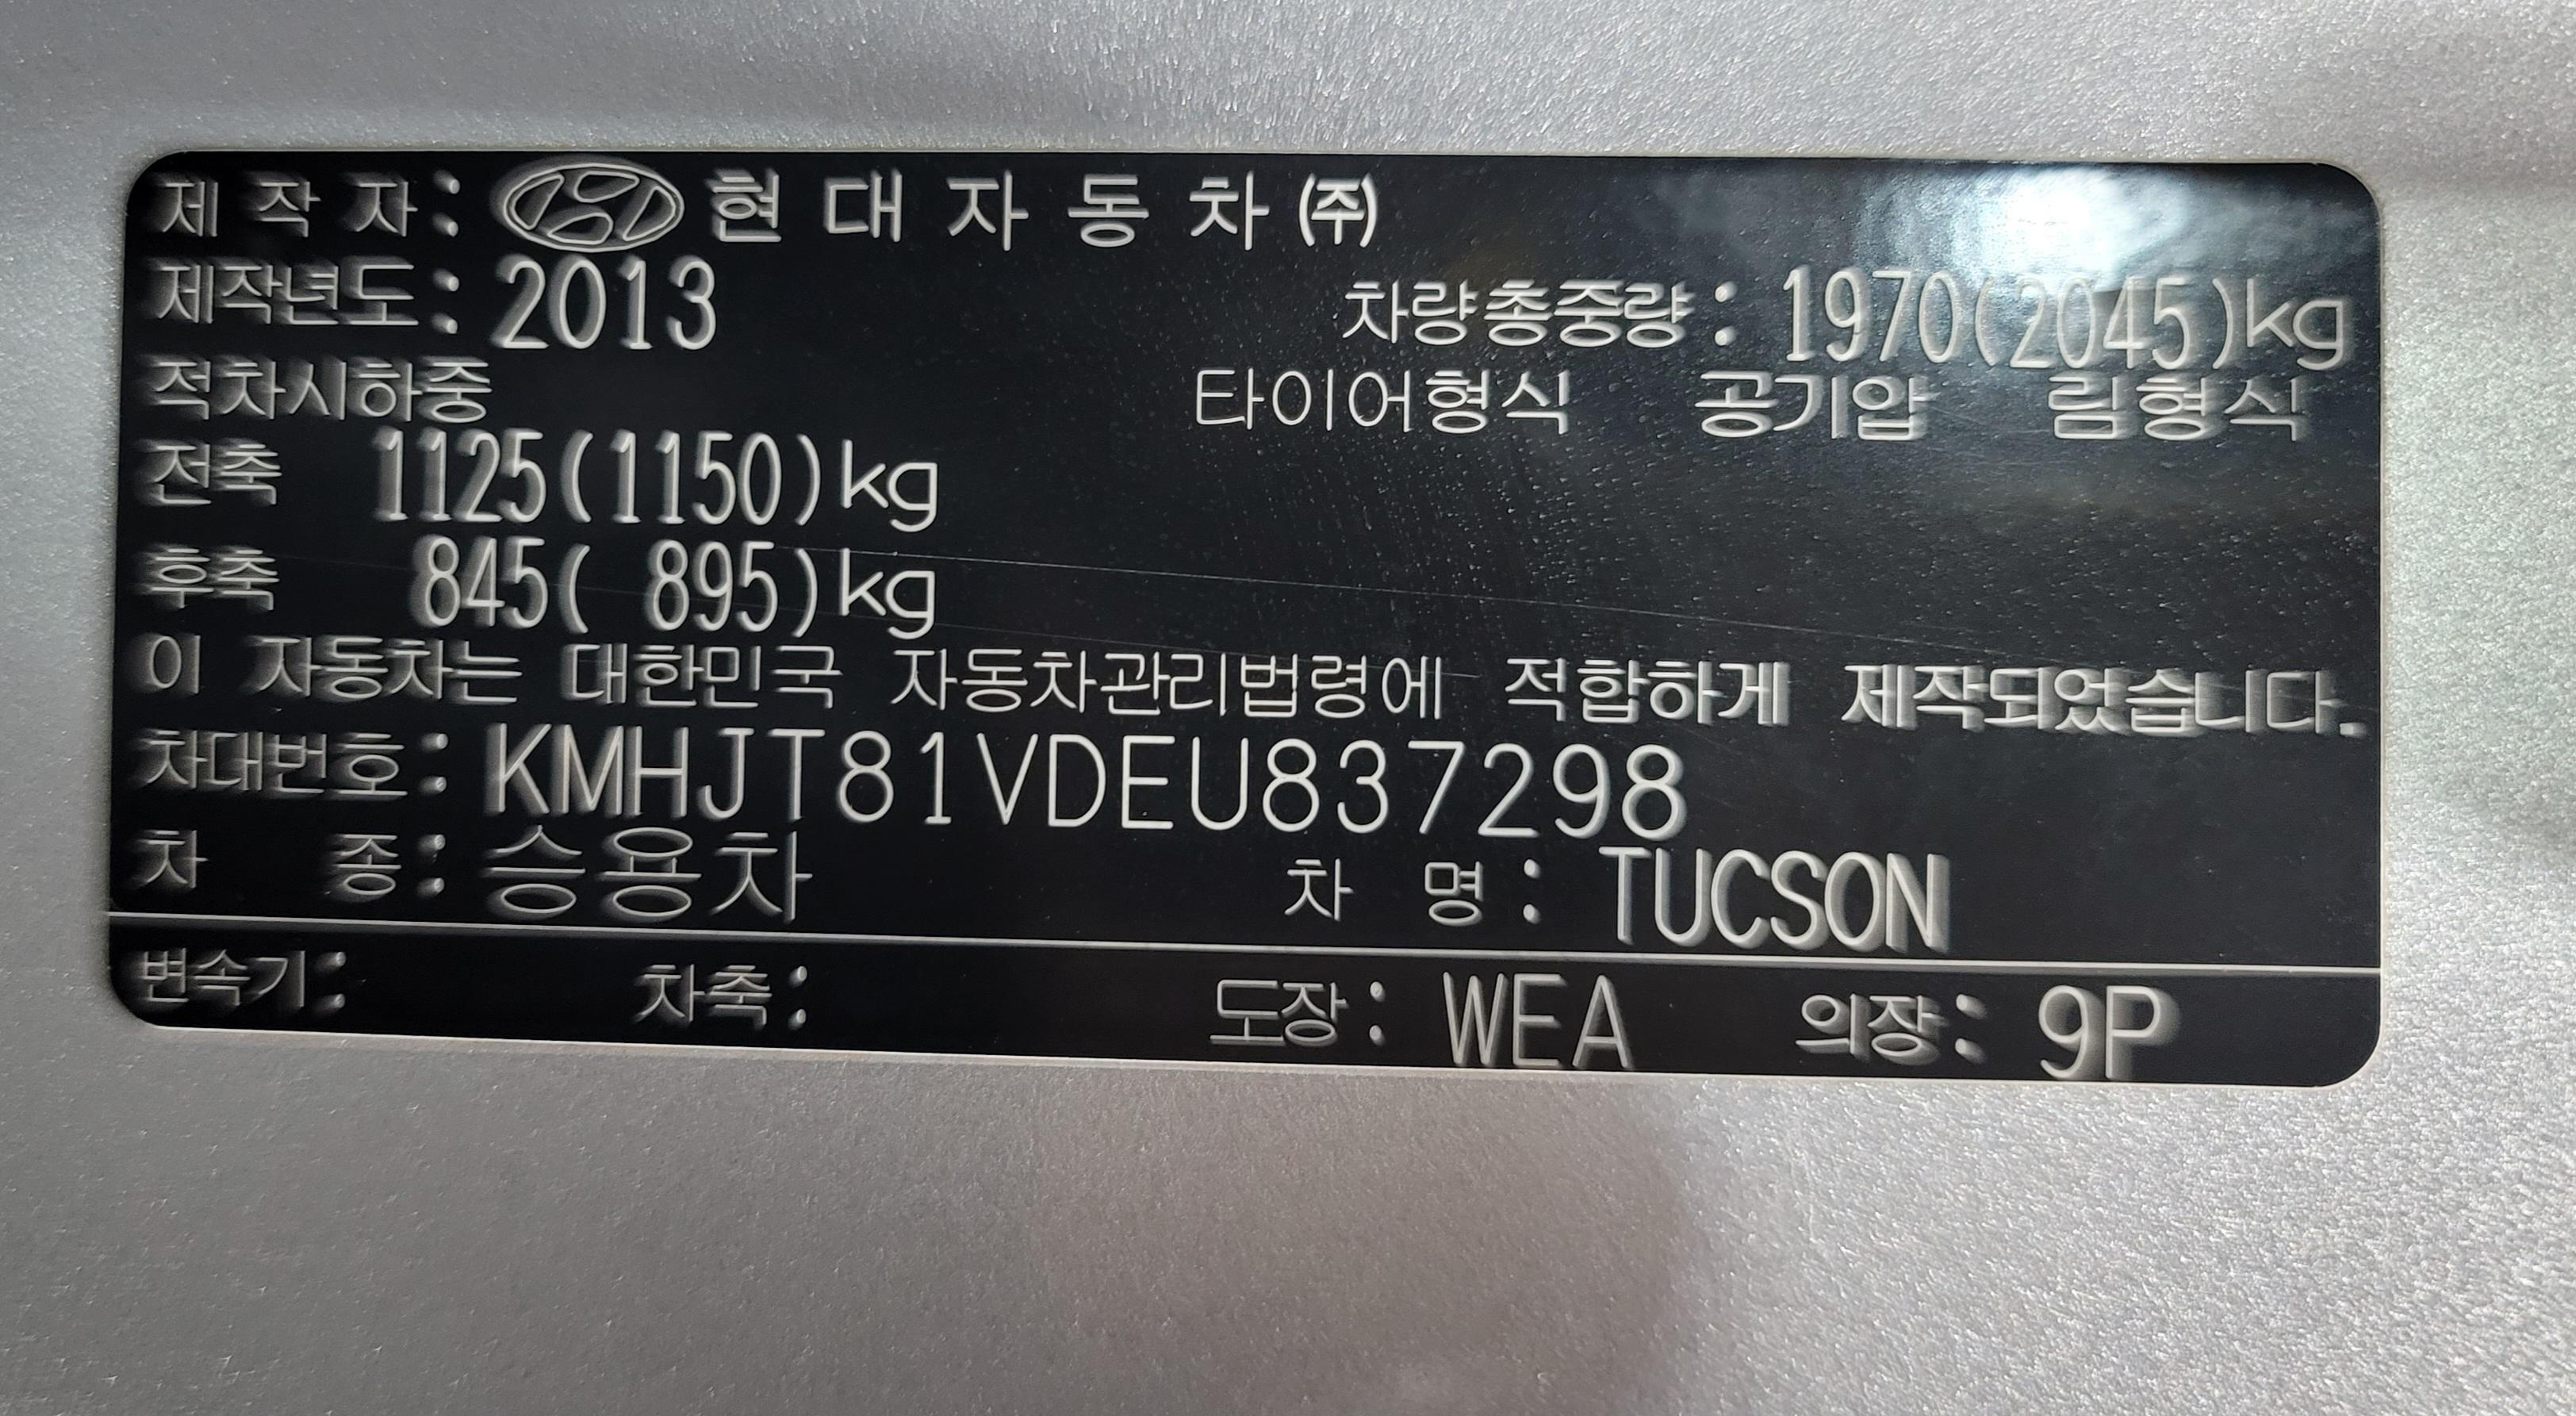 제 작 자 : 현 대 자 동 차 ㈜
제작년도 : 2013 차량총중량 : 1970(2045)kg
적차시하중 타이어형식 공기압 림형식
전축 1125(1150)kg
후축 845( 895)kg
이 자동차는 대한민국 자동차관리법령에 적합하게 제작되었습니다.
차대번호 : KMHJT81VDEU837298
차 종 : 승용차 차 명 : TUCSON
변속기 : 차축 : 도장 : WEA 의장 : 9P